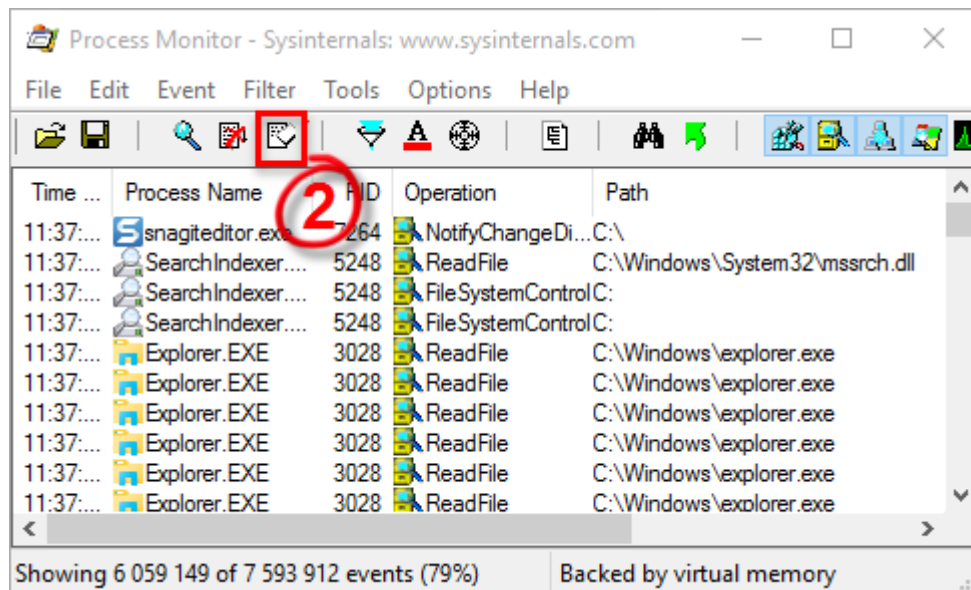 Process Monitor - Sysinternals: www.sysinternals.com
File Edit Event Filter Tools Options Help
A
2
Time ... Process Name PID Operation Path
11:37:... snagiteditor.exe 7264 NotifyChangeDi... C:\
11:37:... SearchIndexer.... 5248 ReadFile C:\Windows\System32\mssrch.dll
11:37:... SearchIndexer.... 5248 FileSystemControl C:
11:37:... SearchIndexer.... 5248 FileSystemControl C:
11:37:... Explorer.EXE 3028 ReadFile C:\Windows\explorer.exe
11:37:... Explorer.EXE 3028 ReadFile C:\Windows\explorer.exe
11:37:... Explorer.EXE 3028 ReadFile C:\Windows\explorer.exe
11:37:... Explorer.EXE 3028 ReadFile C:\Windows\explorer.exe
11:37:... Explorer.EXE 3028 ReadFile C:\Windows\explorer.exe
11:37:... Explorer.EXE 3028 ReadFile C:\Windows\explorer.exe
Showing 6 059 149 of 7 593 912 events (79%) Backed by virtual memory